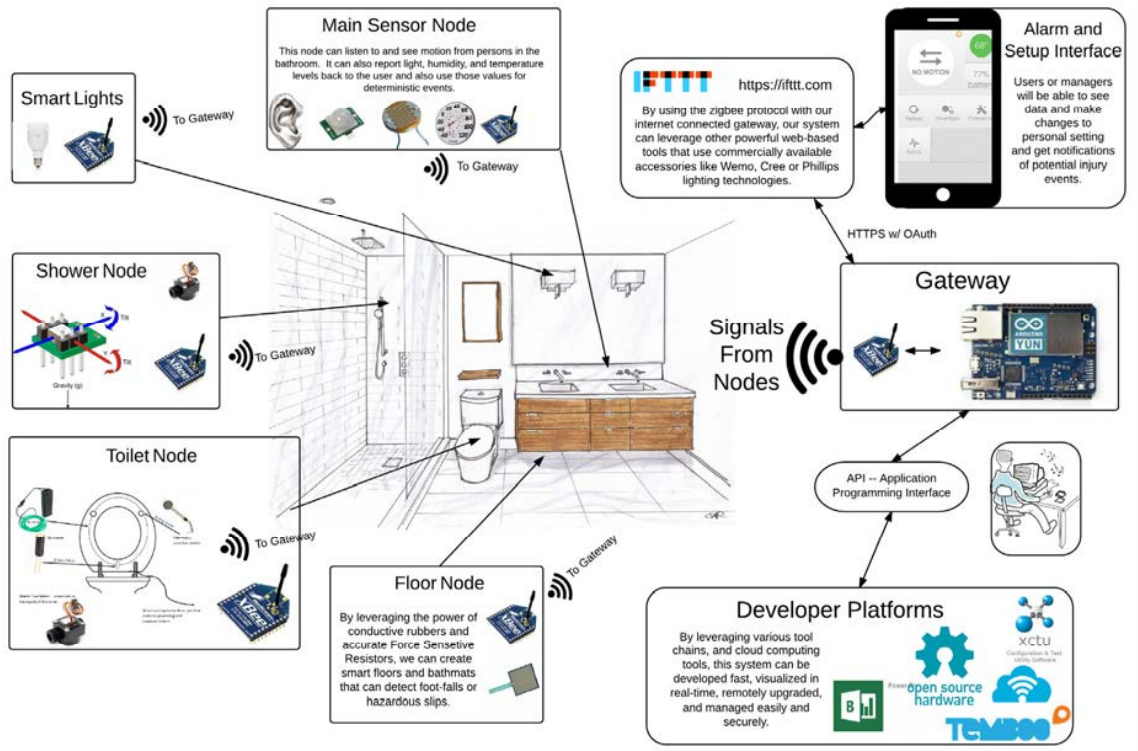 Main Sensor Node
This node can listen to and see motion from persons in the
bathroom. It can also report light, humidity, and temperature
levels back to the user and also use those values for
deterministic events.
To Gateway
Smart Lights
XBee
To Gateway
IFTTT
https://ifttt.com
By using the zigbee protocol with our
internet connected gateway, our system
can leverage other powerful web-based
tools that use commercially available
accessories like Wemo, Cree or Phillips
lighting technologies.
NO MOTION
68°
77%
Alarm and
Setup Interface
Users or managers
will be able to see
data and make
changes to
personal setting
and get notifications
of potential injury
events.
HTTPS w/ OAuth
Shower Node
X
Tilt
Y
Tilt
Gravity (g)
XBee
To Gateway
Signals
From
Nodes
Gateway
ARDUINO
YUN
Toilet Node
XBee
To Gateway
Floor Node
By leveraging the power of
conductive rubbers and
accurate Force Sensetive
Resistors, we can create
smart floors and bathmats
that can detect foot-falls or
hazardous slips.
To Gateway
API -- Application
Programming Interface
Developer Platforms
By leveraging various tool
chains, and cloud computing
tools, this system can be
developed fast, visualized in
real-time, remotely upgraded,
and managed easily and
securely.
B
open source
hardware
xctu
Configuration & Test
Utility Software
TEMBOO